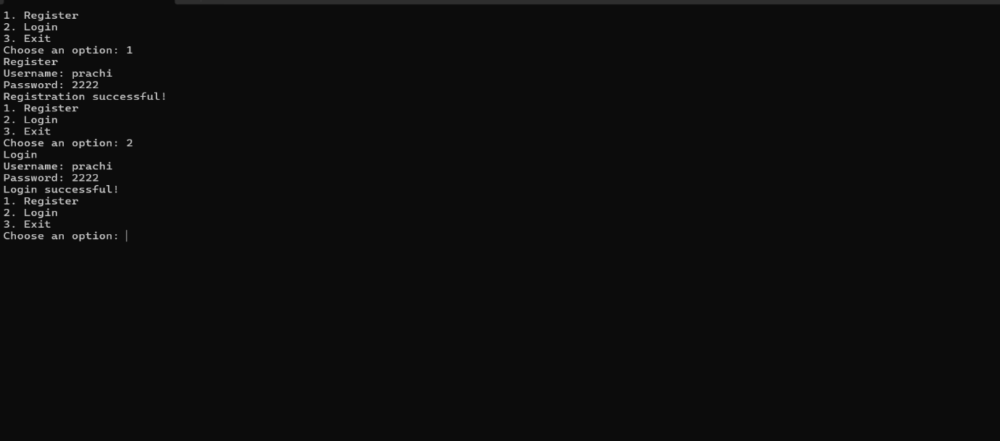 1. Register
2. Login
3. Exit
Choose an option: 1
Register
Username: prachi
Password: 2222
Registration successful!
1. Register
2. Login
3. Exit
Choose an option: 2
Login
Username: prachi
Password: 2222
Login successful!
1. Register
2. Login
3. Exit
Choose an option: